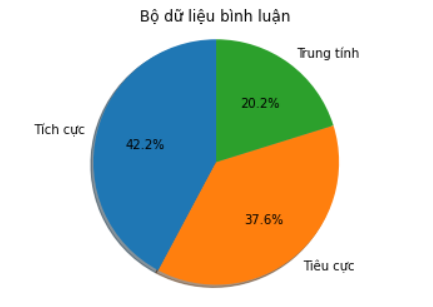 Bộ dữ liệu bình luận
Trung tính
20.2%
Tích cực
42.2%
37.6%
Tiêu cực